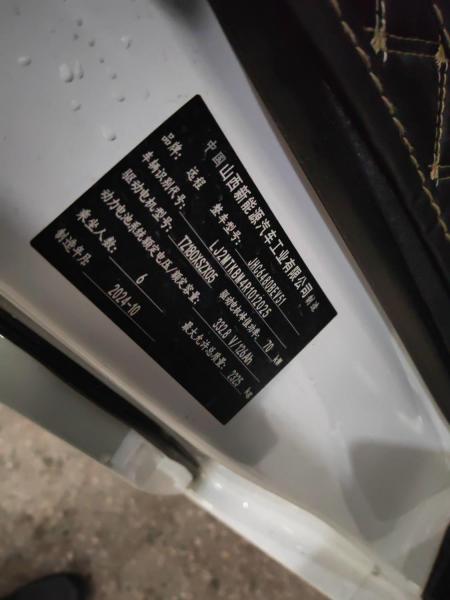 中国山西新能源汽车工业有限公司 制造
品牌： 远程 整车型号： JHC6460BEV51
车辆识别代号： LJ2MTKBW4R1012025
驱动电机型号： TZ180XSZ105 驱动电机峰值功率： 70 kW
动力电池系统额定电压/额定容量： 332.8 V/126Ah
乘坐人数： 6 最大允许总质量： 2325 kg
制造年月： 2024-10